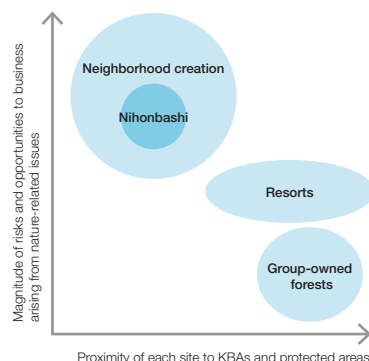 Magnitude of risks and opportunities to business
arising from nature-related issues
Neighborhood creation
Nihonbashi
Resorts
Group-owned
forests
Proximity of each site to KBAs and protected areas